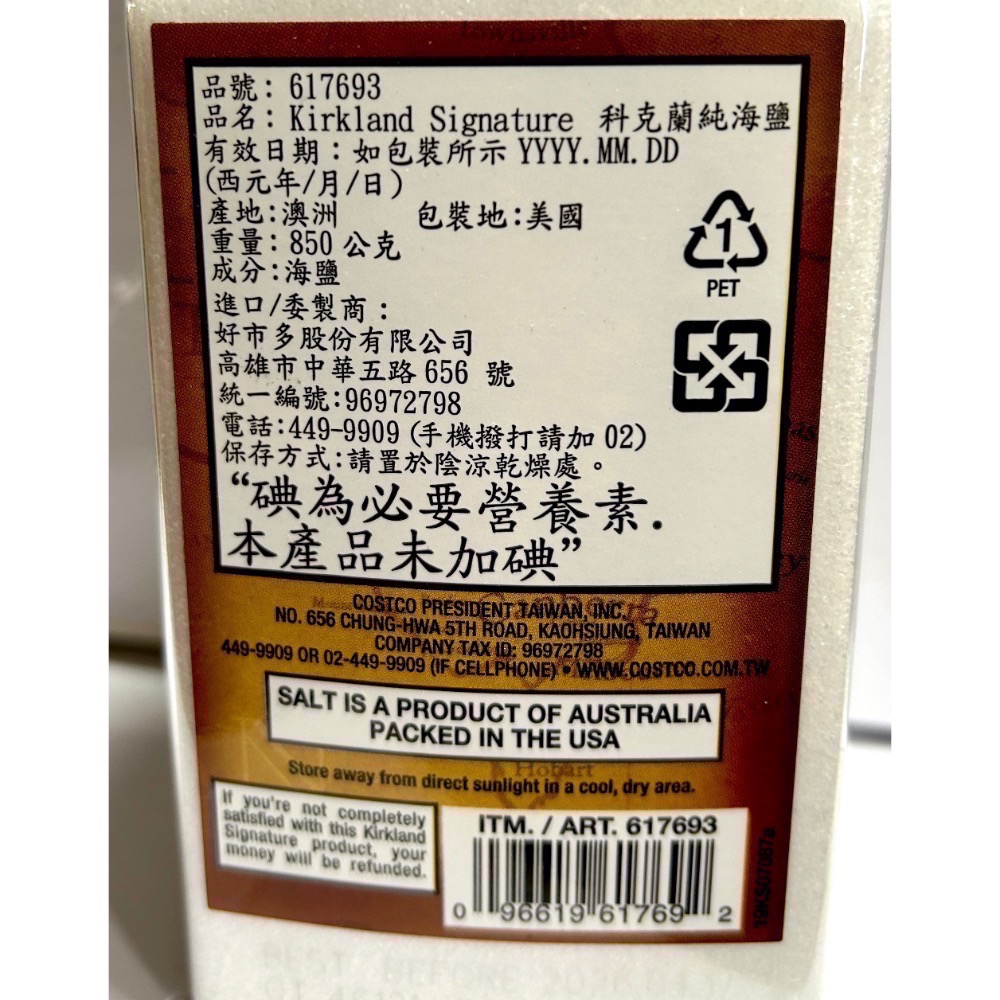 品號: 617693
品名: Kirkland Signature 科克蘭純海鹽
有效日期:如包裝所示 YYYY.MM.DD
(西元年/月/日)
產地:澳洲 包裝地:美國
重量: 850 公克
成分:海鹽
進口/委製商:
好市多股份有限公司
高雄市中華五路 656 號
統一編號:96972798
電話:449-9909 (手機撥打請加 02)
保存方式:請置於陰涼乾燥處。
“碘為必要營養素.
本產品未加碘”
1
PET
COSTCO PRESIDENT TAIWAN, INC.
NO. 656 CHUNG-HWA 5TH ROAD, KAOHSIUNG, TAIWAN
COMPANY TAX ID: 96972798
449-9909 OR 02-449-9909 (IF CELLPHONE) • WWW.COSTCO.COM.TW
SALT IS A PRODUCT OF AUSTRALIA
PACKED IN THE USA
Hobart
Store away from direct sunlight in a cool, dry area.
If you're not completely
satisfied with this Kirkland
Signature product, your
money will be refunded.
ITM. / ART. 617693
0 96619 61769 2
BEST BEFORE